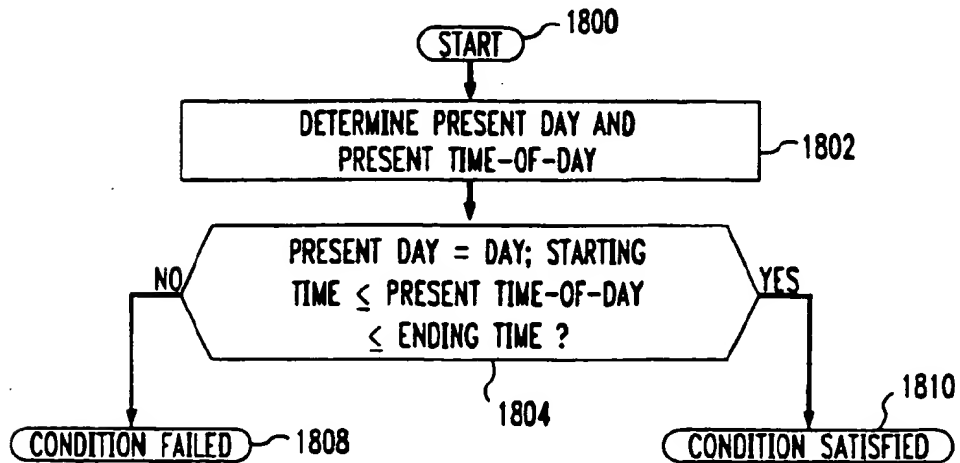 START
1800
DETERMINE PRESENT DAY AND
PRESENT TIME-OF-DAY
1802
PRESENT DAY = DAY; STARTING
TIME ≤ PRESENT TIME-OF-DAY
≤ ENDING TIME ?
NO
YES
1804
CONDITION FAILED
1808
1810
CONDITION SATISFIED